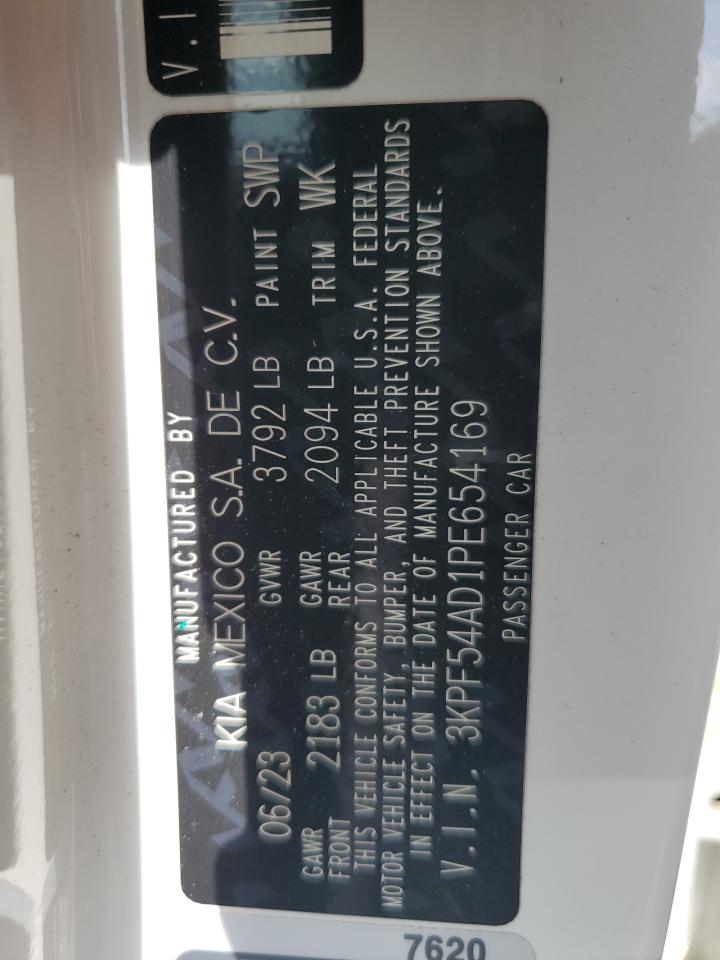 V.I
MANUFACTURED BY
KIA MEXICO S.A. DE C.V.
06/23 GVWR 3792 LB PAINT SWP
GAWR FRONT 2183 LB GAWR REAR 2094 LB TRIM WK
THIS VEHICLE CONFORMS TO ALL APPLICABLE U.S.A. FEDERAL
MOTOR VEHICLE SAFETY, BUMPER, AND THEFT PREVENTION STANDARDS
IN EFFECT ON THE DATE OF MANUFACTURE SHOWN ABOVE.
V.I.N. 3KPF54AD1PE654169
PASSENGER CAR
7620